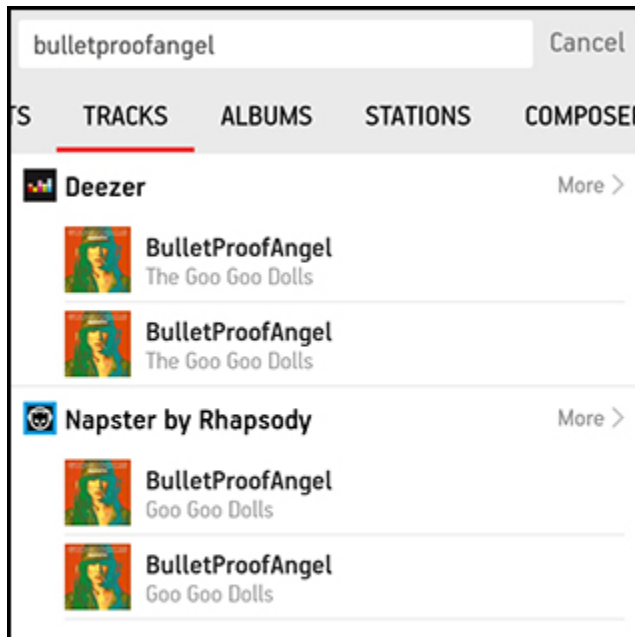 bulletproofangel Cancel
TS TRACKS ALBUMS STATIONS COMPOSE
Deezer More >
BulletProofAngel
The Goo Goo Dolls
BulletProofAngel
The Goo Goo Dolls
Napster by Rhapsody More >
BulletProofAngel
Goo Goo Dolls
BulletProofAngel
Goo Goo Dolls